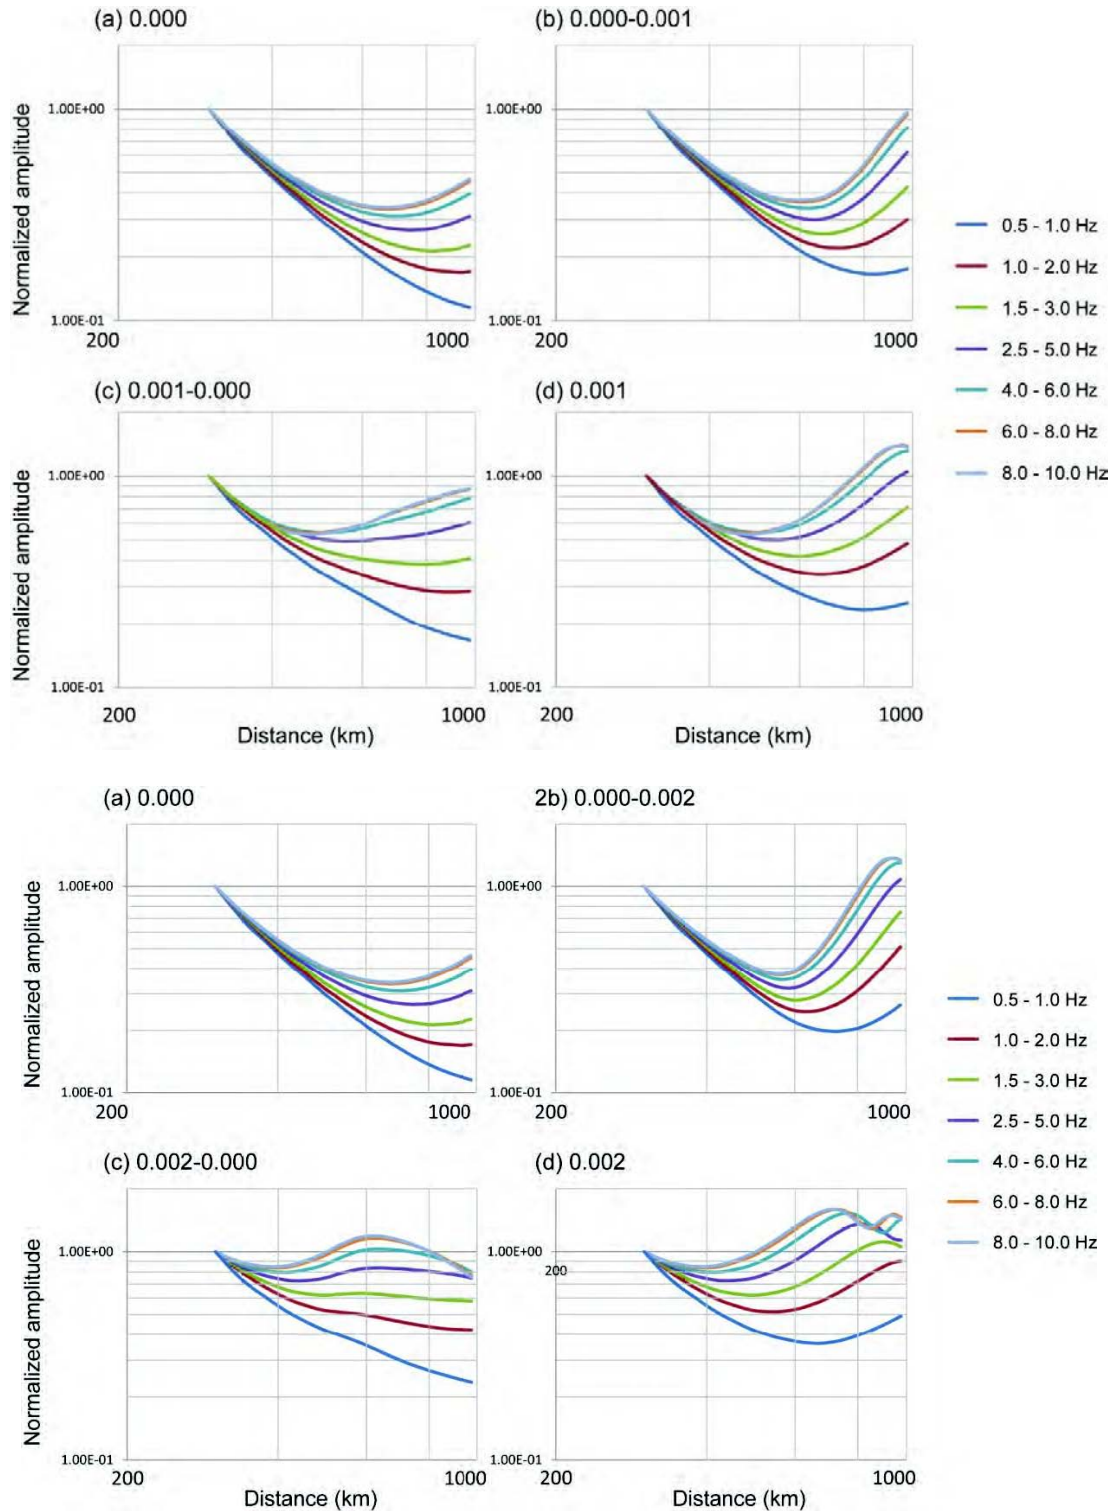 (a) 0.000
(b) 0.000-0.001
Normalized amplitude
1.00E+00
1.00E-01
200
1000
1.00E+00
1.00E-01
200
1000
(c) 0.001-0.000
(d) 0.001
Normalized amplitude
1.00E+00
1.00E-01
200
1000
Distance (km)
1.00E+00
1.00E-01
200
1000
Distance (km)
0.5 - 1.0 Hz
1.0 - 2.0 Hz
1.5 - 3.0 Hz
2.5 - 5.0 Hz
4.0 - 6.0 Hz
6.0 - 8.0 Hz
8.0 - 10.0 Hz
(a) 0.000
2b) 0.000-0.002
Normalized amplitude
1.00E+00
1.00E-01
200
1000
1.00E+00
1.00E-01
200
1000
(c) 0.002-0.000
(d) 0.002
Normalized amplitude
1.00E+00
1.00E-01
200
1000
Distance (km)
1.00E+00
200
1.00E-01
200
1000
Distance (km)
0.5 - 1.0 Hz
1.0 - 2.0 Hz
1.5 - 3.0 Hz
2.5 - 5.0 Hz
4.0 - 6.0 Hz
6.0 - 8.0 Hz
8.0 - 10.0 Hz